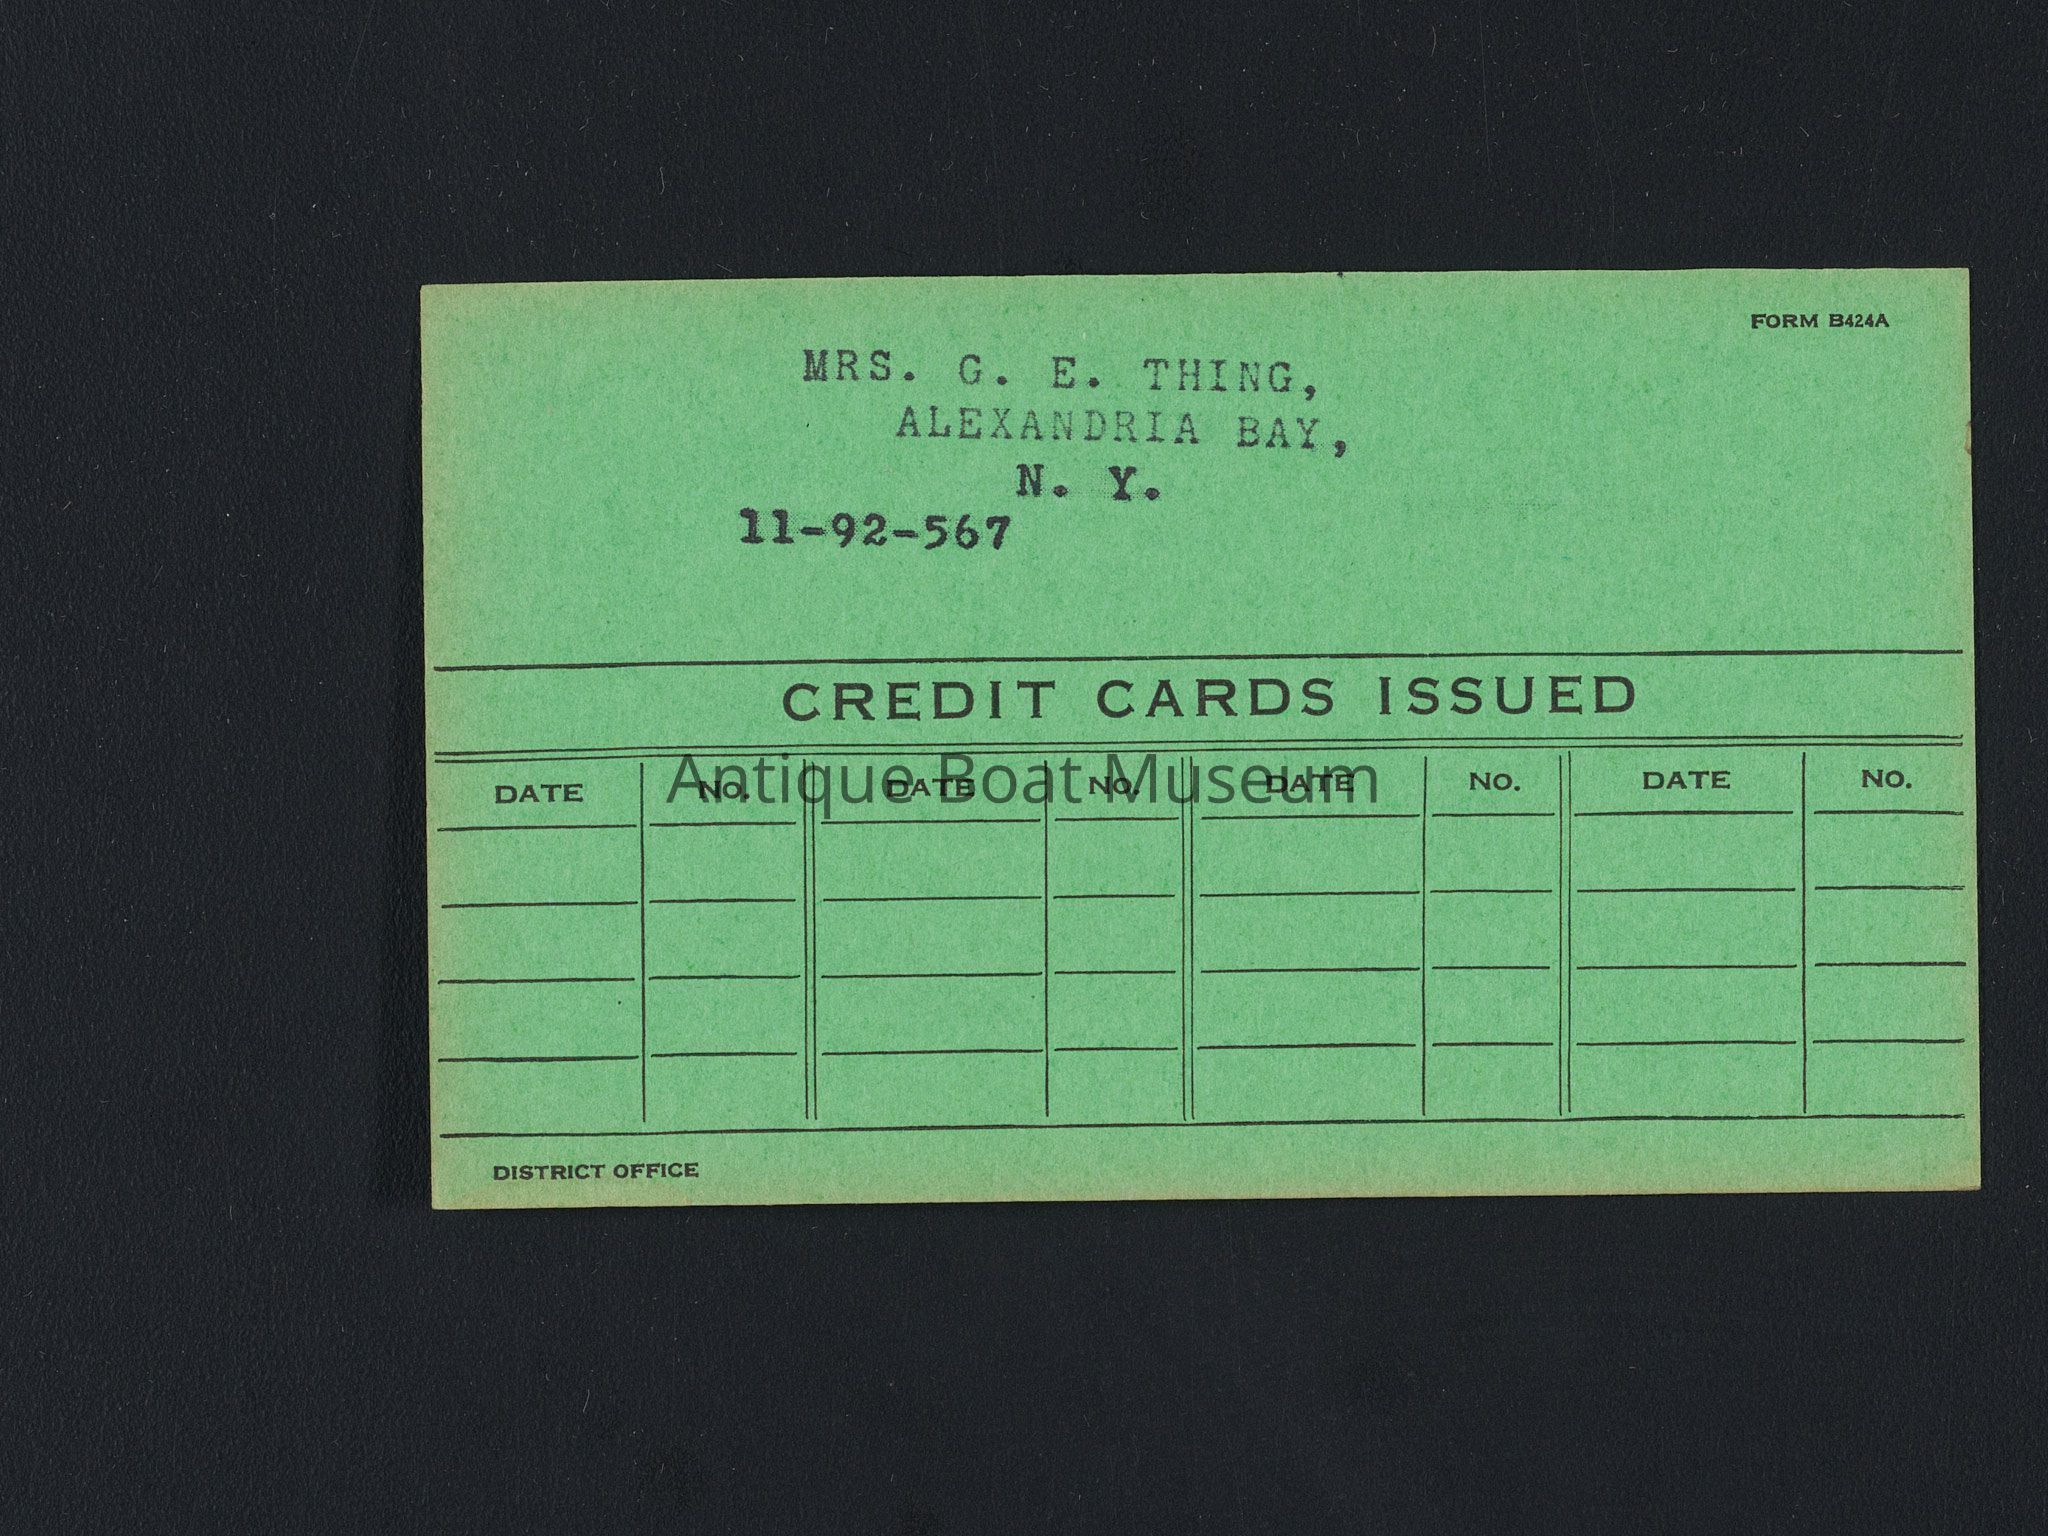 FORM B424A
MRS. G. E. THING,
ALEXANDRIA BAY,
N. Y.
11-92-567
CREDIT CARDS ISSUED
DATE NO. DATE NO. DATE NO. DATE NO.
Antique Boat Museum
DISTRICT OFFICE